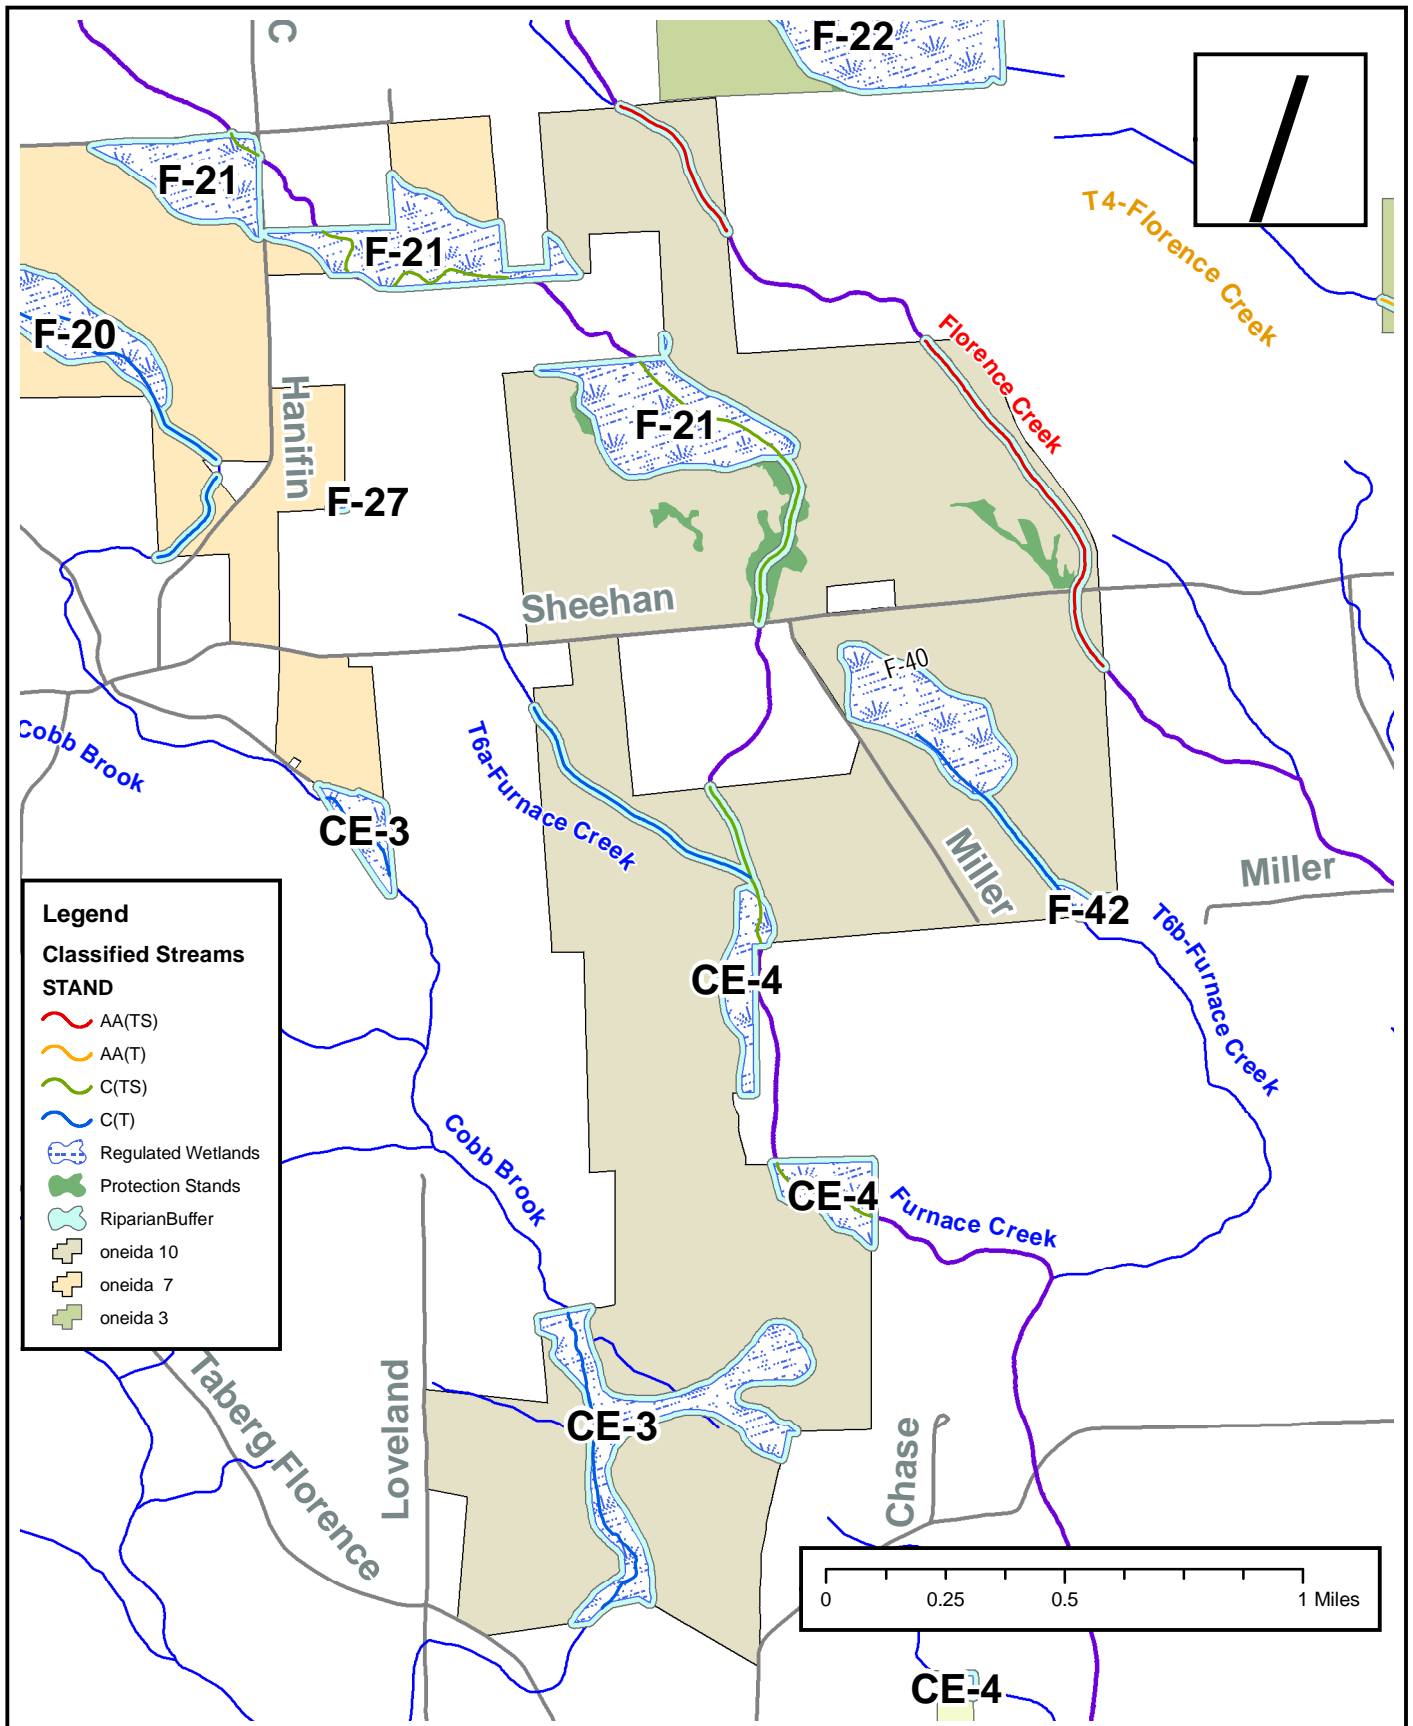 C
F-22
F-21
T4-Florence Creek
F-21
F-20
Florence Creek
Hanifin
F-21
F-27
Sheehan
F-40
Cobb Brook
T6a-Furnace Creek
CE-3
Miller
Miller
F-42
T6b-Furnace Creek
CE-4
Cobb Brook
CE-4
Furnace Creek
Legend
Classified Streams
STAND
AA(TS)
AA(T)
C(TS)
C(T)
Regulated Wetlands
Protection Stands
RiparianBuffer
oneida 10
oneida 7
oneida 3
Taberg Florence
Loveland
CE-3
Chase
0 0.25 0.5 1 Miles
CE-4